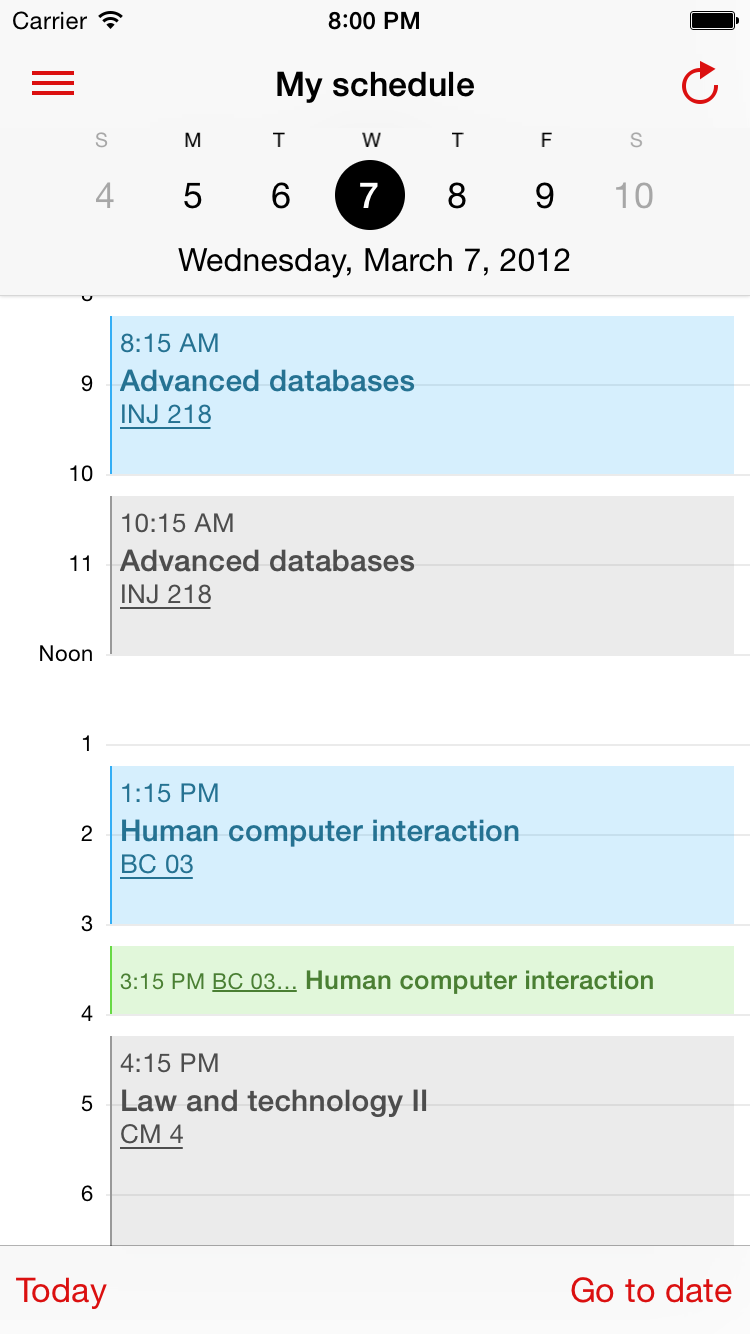 Carrier 8:00 PM
My schedule
S M T W T F S
4 5 6 7 8 9 10
Wednesday, March 7, 2012
8:15 AM
9 Advanced databases
INJ 218
10
10:15 AM
11 Advanced databases
INJ 218
Noon
1
1:15 PM
2 Human computer interaction
BC 03
3
3:15 PM BC 03... Human computer interaction
4
4:15 PM
5 Law and technology II
CM 4
6
Today Go to date